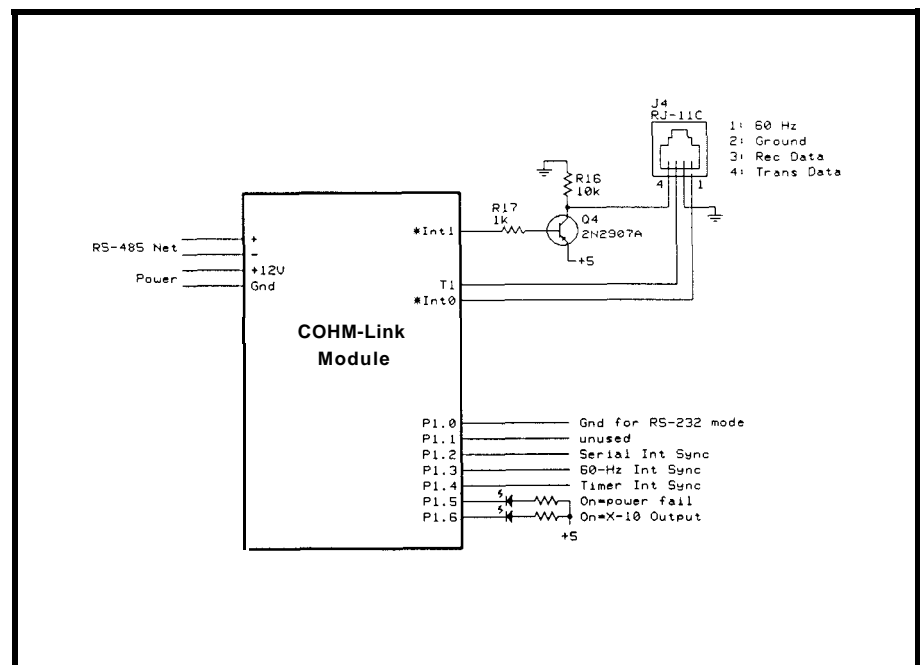 J4
RJ-11C
1: 60 Hz
2: Ground
3: Rec Data
4: Trans Data
4
1
R16
10k
R17
1k
Q4
2N2907A
+5
*Int1
T1
*Int0
RS-485 Net
+
-
Power
+12V
Gnd
COHM-Link
Module
P1.0 Gnd for RS-232 mode
P1.1 unused
P1.2 Serial Int Sync
P1.3 60-Hz Int Sync
P1.4 Timer Int Sync
P1.5 On=power fail
P1.6 On=X-10 Output
+5